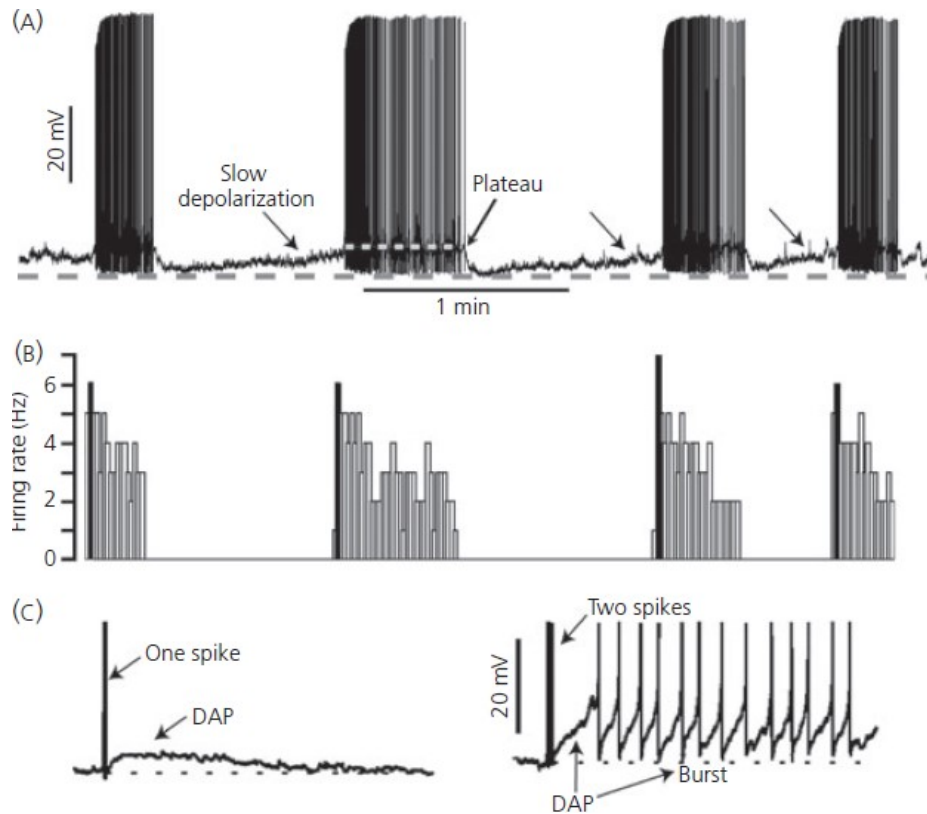 (A)
20 mV
Slow
depolarization
Plateau
1 min
(B)
Firing rate (Hz)
6
4
2
0
(C)
One spike
DAP
Two spikes
20 mV
Burst
DAP